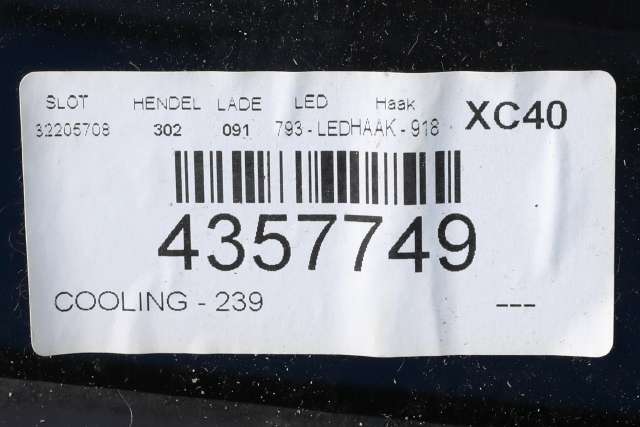 SLOT HENDEL LADE LED Haak XC40
32205708 302 091 793 - LEDHAAK - 918
4357749
COOLING - 239 ---